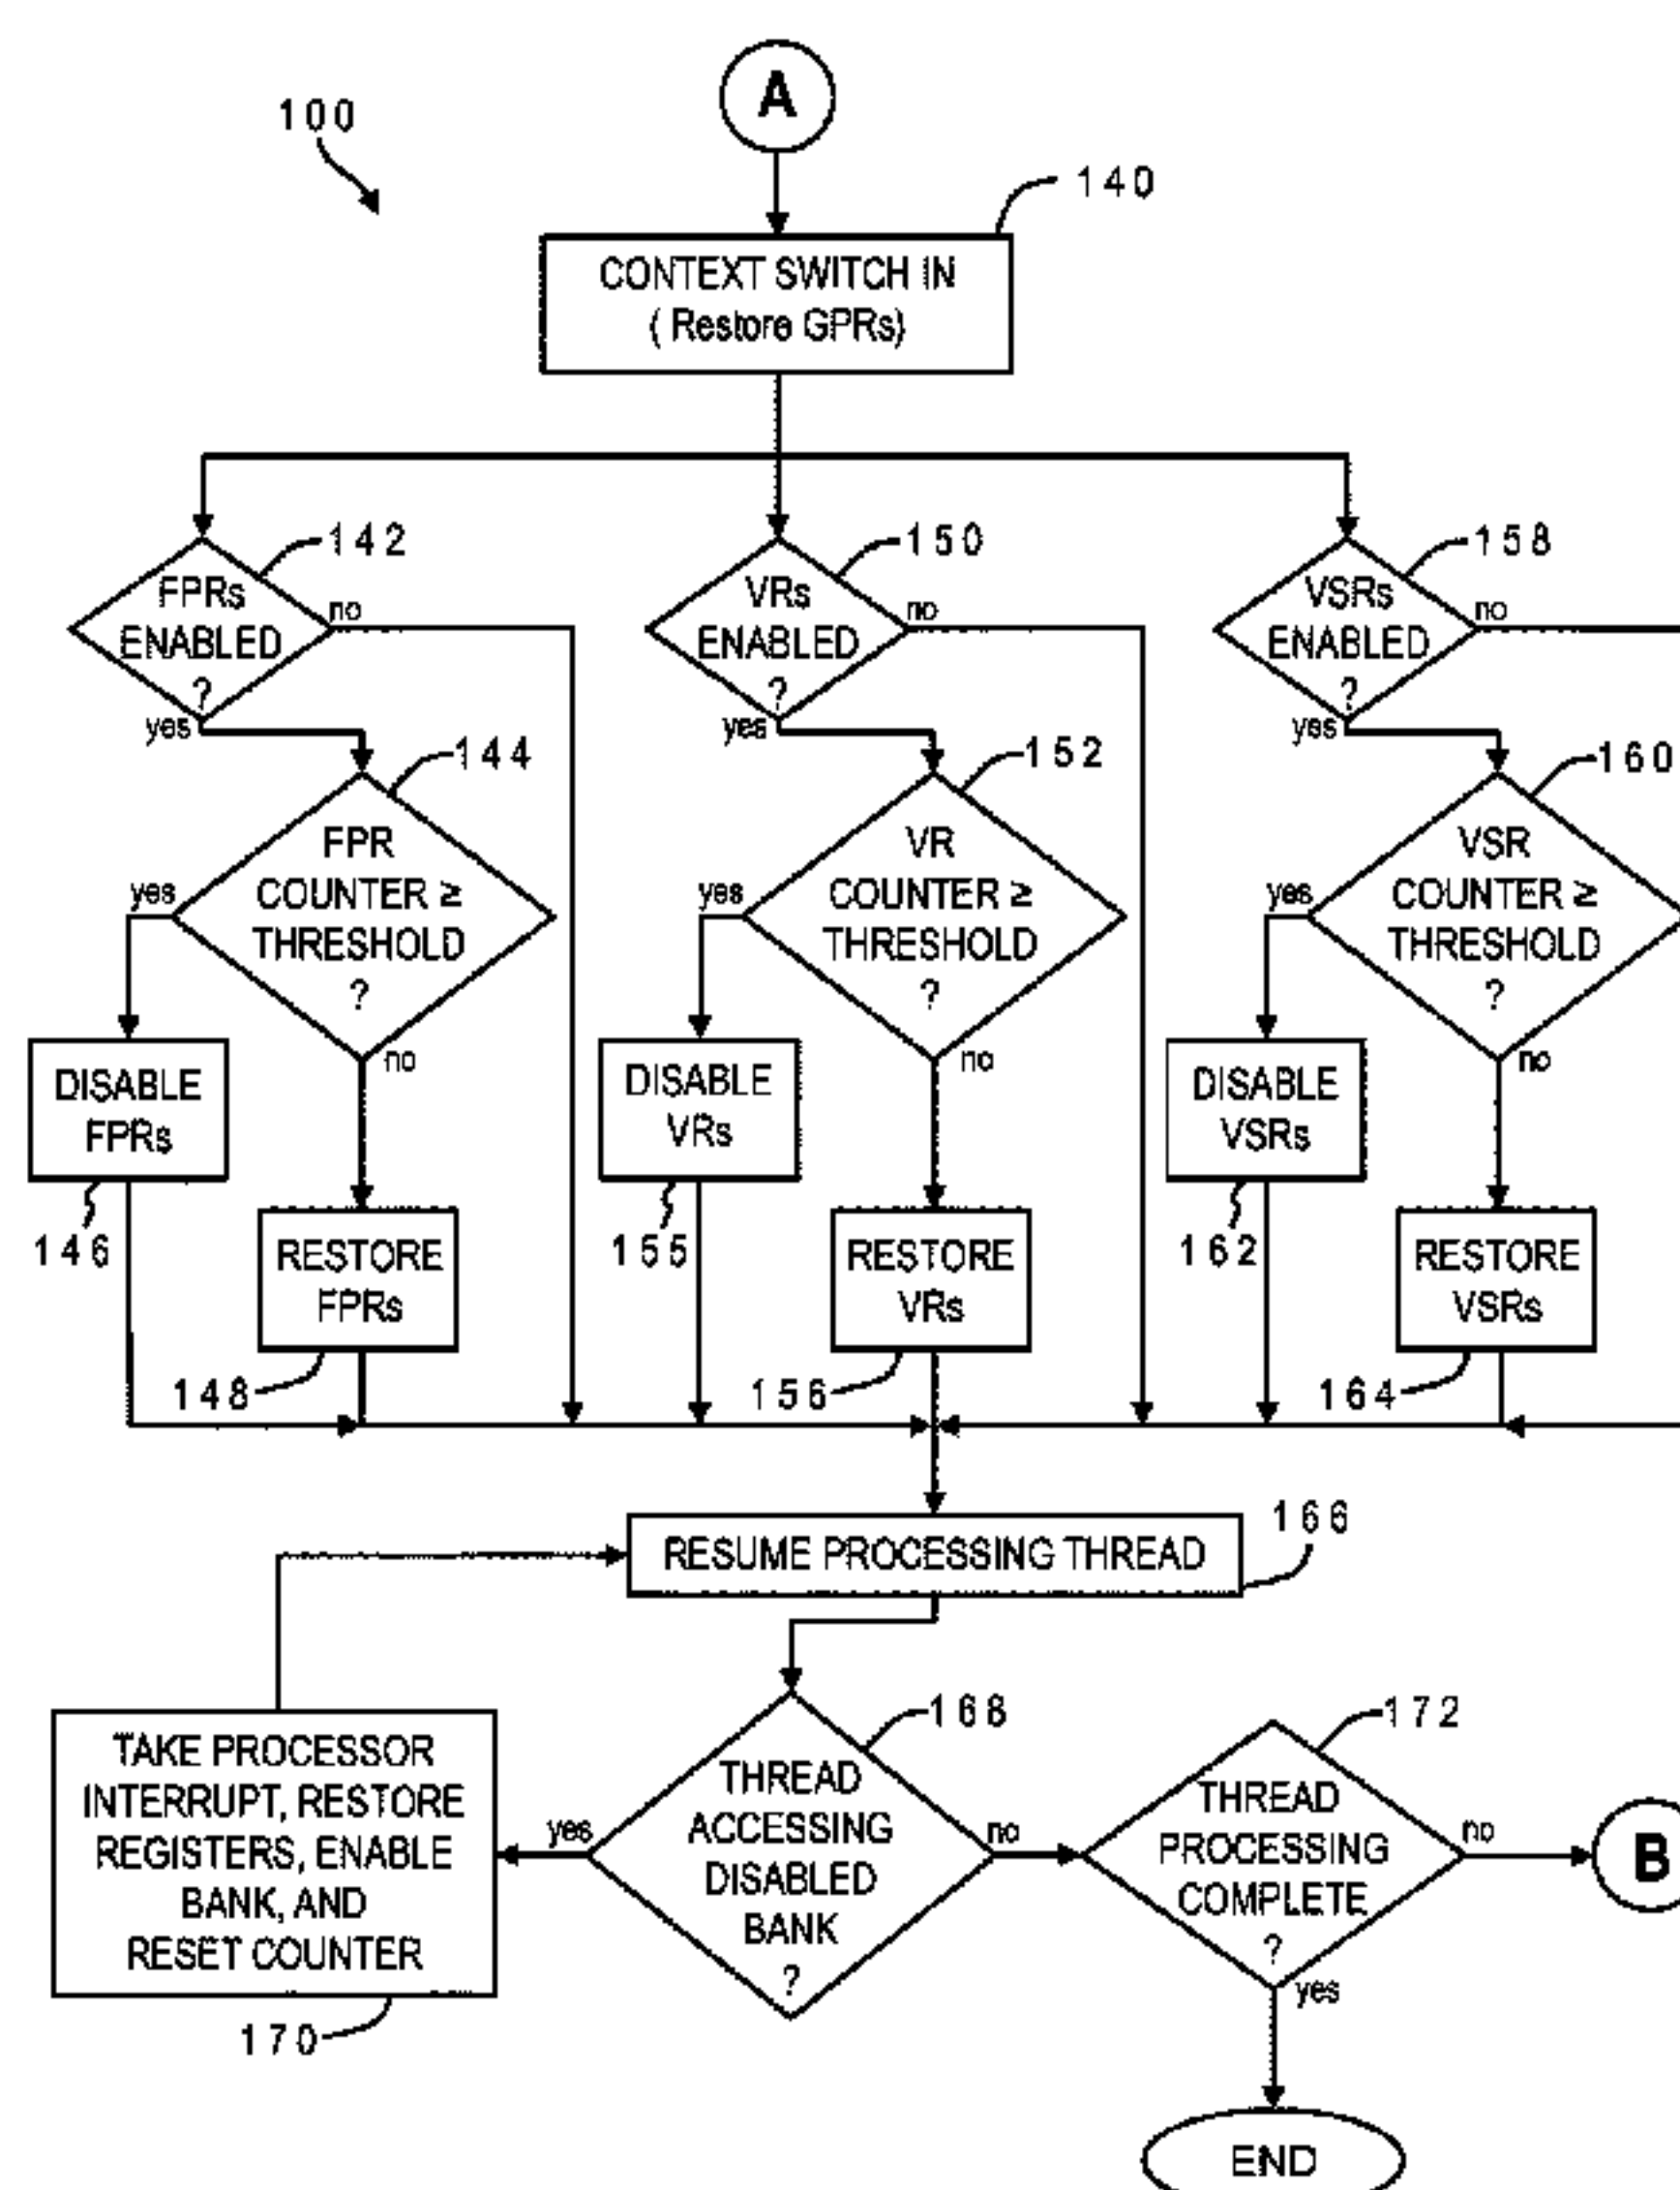 A
100
140
CONTEXT SWITCH IN
( Restore GPRs)
142
150
158
FPRs
ENABLED
?
no
yes
VRs
ENABLED
?
no
yes
VSRs
ENABLED
?
no
yes
144
152
160
FPR
COUNTER ≥
THRESHOLD
?
yes
no
VR
COUNTER ≥
THRESHOLD
?
yes
no
VSR
COUNTER ≥
THRESHOLD
?
yes
no
DISABLE
FPRs
146
RESTORE
FPRs
148
DISABLE
VRs
155
RESTORE
VRs
156
DISABLE
VSRs
162
RESTORE
VSRs
164
166
RESUME PROCESSING THREAD
168
172
TAKE PROCESSOR
INTERRUPT, RESTORE
REGISTERS, ENABLE
BANK, AND
RESET COUNTER
170
yes
THREAD
ACCESSING
DISABLED
BANK
?
no
THREAD
PROCESSING
COMPLETE
?
no
yes
B
END